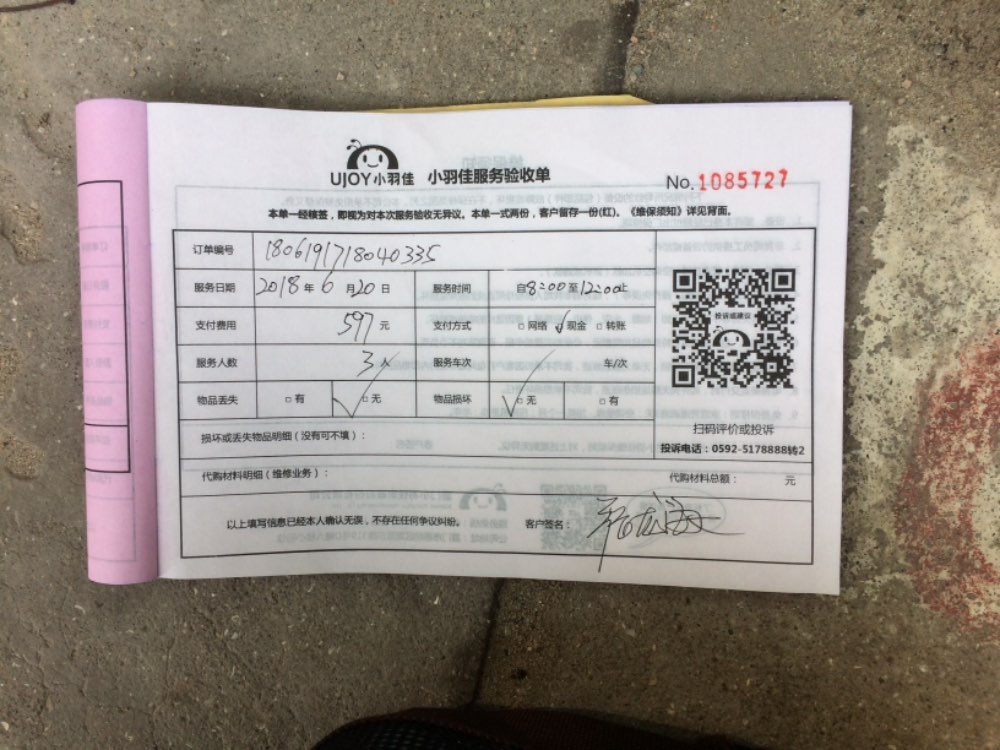 UJOY小羽佳 小羽佳服务验收单
No. 1085727
本单一经核签，即视为对本次服务验收无异议。本单一式两份，客户留存一份(红)。《维保须知》详见背面。
订单编号 1806191718040335
服务日期 2018年6月20日 服务时间 自8:00至12:00止
支付费用 597元 支付方式 □网络 √现金 □转账
服务人数 3人 服务车次 / 车/次
物品丢失 □有 √□无 物品损坏 √□无 □有
投诉或建议
扫码评价或投诉
投诉电话：0592-5178888转2
损坏或丢失物品明细（没有可不填）：
代购材料明细（维修业务）： 代购材料总额： 元
以上填写信息已经本人确认无误，不存在任何争议纠纷。 客户签名：